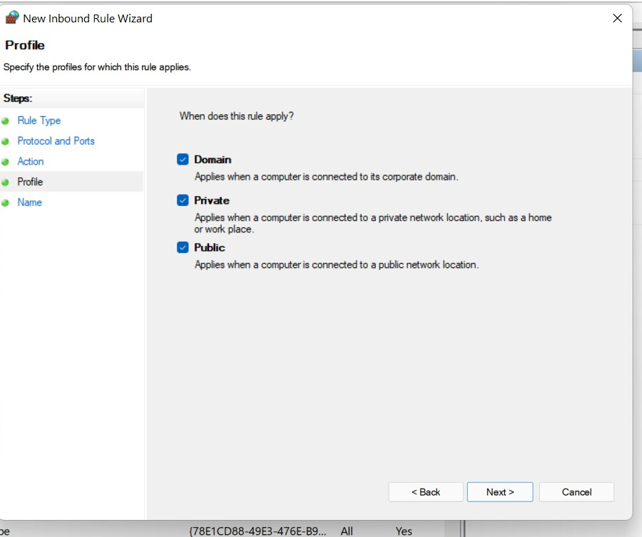 New Inbound Rule Wizard
Profile
Specify the profiles for which this rule applies.
Steps:
Rule Type
Protocol and Ports
Action
Profile
Name
When does this rule apply?
Domain
Applies when a computer is connected to its corporate domain.
Private
Applies when a computer is connected to a private network location, such as a home
or work place.
Public
Applies when a computer is connected to a public network location.
< Back
Next >
Cancel
{78E1CD88-49E3-476E-B9... All Yes